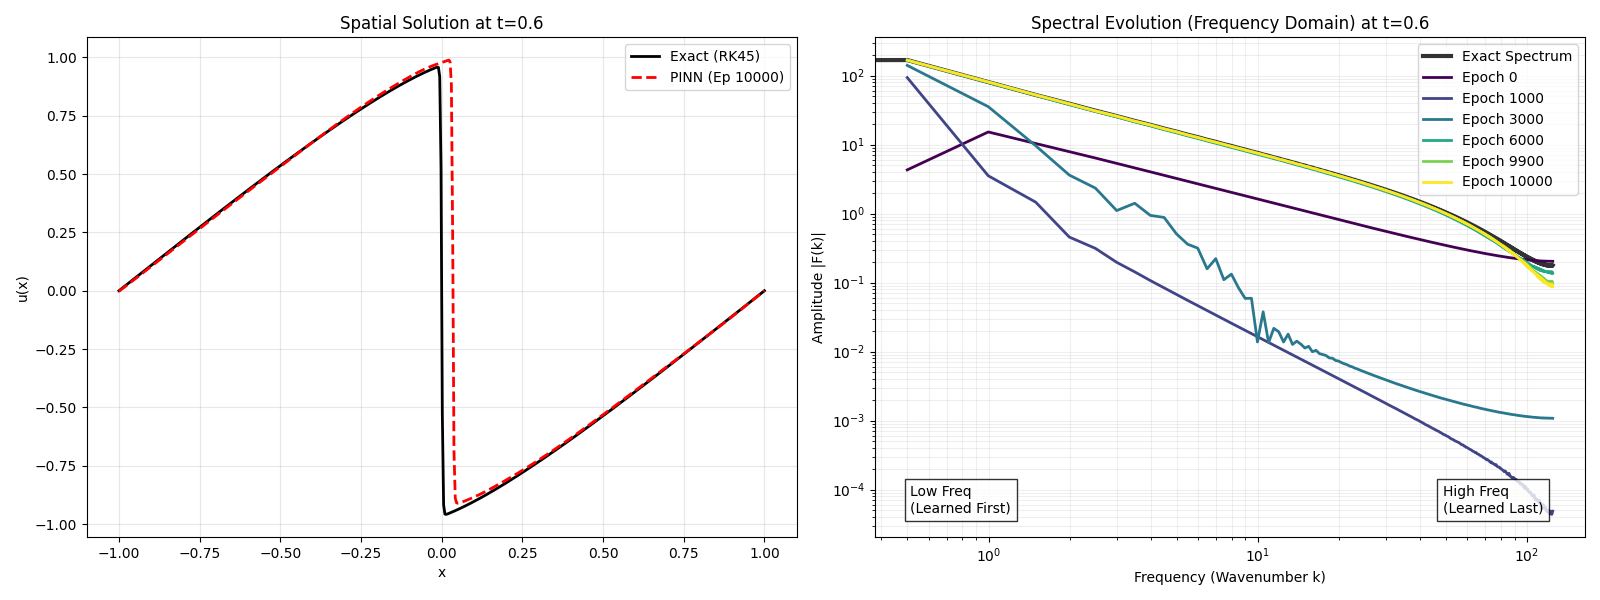 Spatial Solution at t=0.6
Exact (RK45)
PINN (Ep 10000)
u(x)
1.00
0.75
0.50
0.25
0.00
−0.25
−0.50
−0.75
−1.00
−1.00
−0.75
−0.50
−0.25
0.00
0.25
0.50
0.75
1.00
x
Spectral Evolution (Frequency Domain) at t=0.6
Exact Spectrum
Epoch 0
Epoch 1000
Epoch 3000
Epoch 6000
Epoch 9900
Epoch 10000
Amplitude |F(k)|
10²
10¹
10⁰
10⁻¹
10⁻²
10⁻³
10⁻⁴
Low Freq
(Learned First)
High Freq
(Learned Last)
10⁰
10¹
10²
Frequency (Wavenumber k)